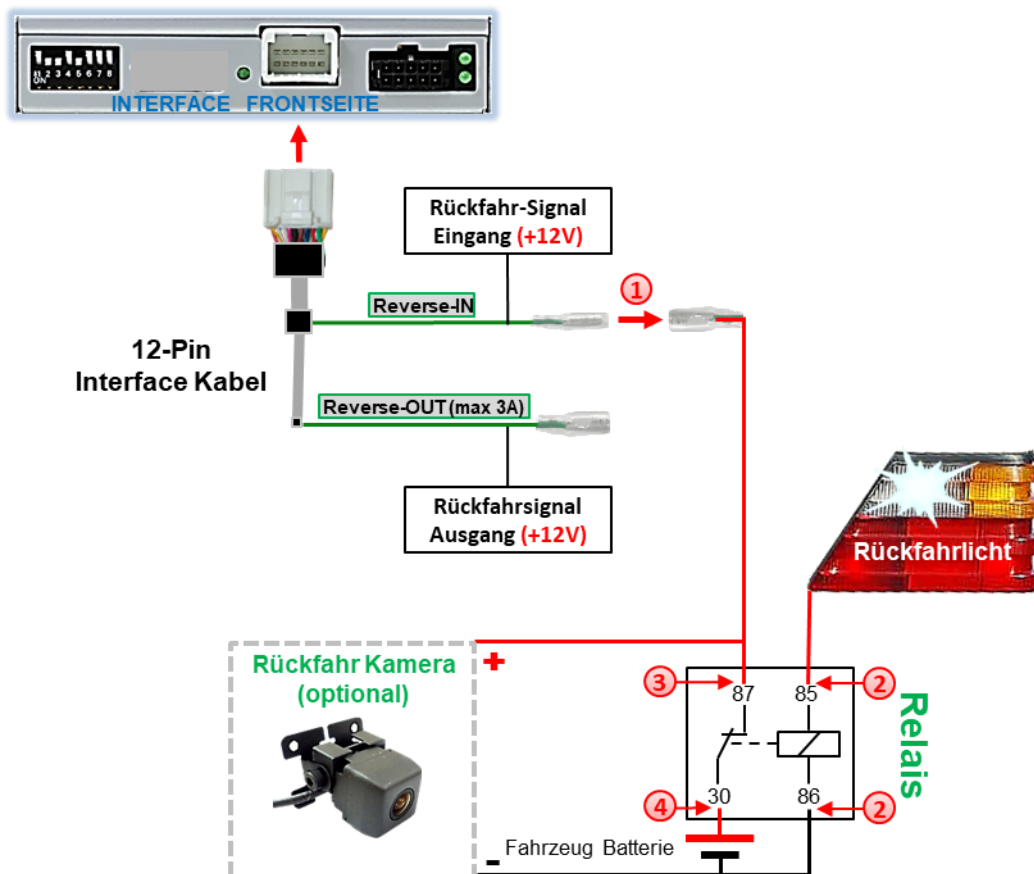 1 2 3 4 5 6 7 8
ON
INTERFACE FRONTSEITE
Rückfahr-Signal
Eingang (+12V)
1
Reverse-IN
12-Pin
Interface Kabel
Reverse-OUT(max 3A)
Rückfahrsignal
Ausgang (+12V)
Rückfahrlicht
Rückfahr Kamera
(optional)
+
3
87
85
2
Relais
4
30
86
2
- Fahrzeug Batterie